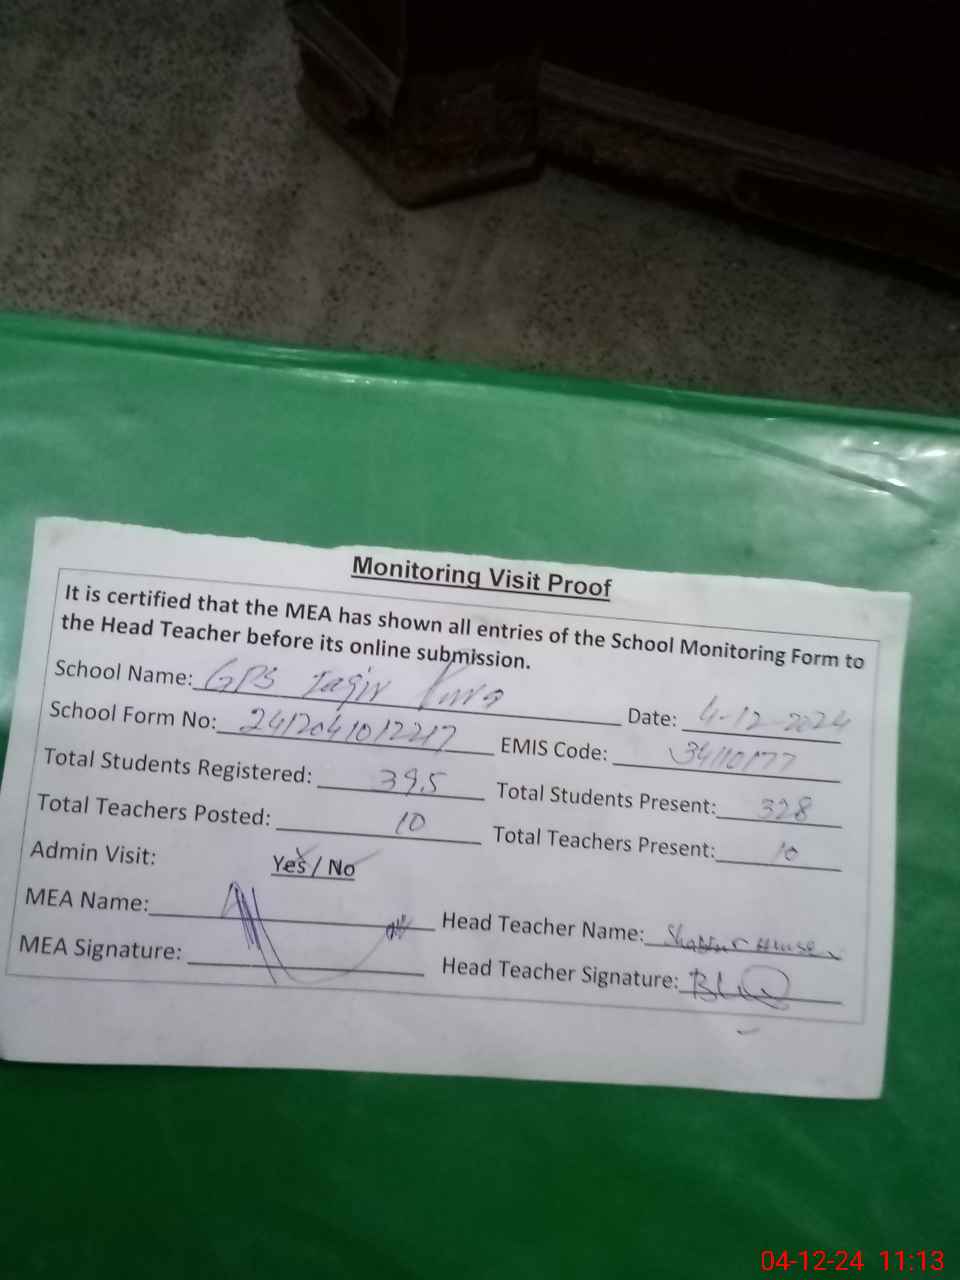 Monitoring Visit Proof
It is certified that the MEA has shown all entries of the School Monitoring Form to
the Head Teacher before its online submission.
School Name: GPS Date: 4-12-2024
School Form No: 2412041012217 EMIS Code: 34110177
Total Students Registered: 395 Total Students Present: 328
Total Teachers Posted: 10 Total Teachers Present: 10
Admin Visit: Yes / No
MEA Name: Head Teacher Name:
MEA Signature: Head Teacher Signature:
04-12-24 11:13